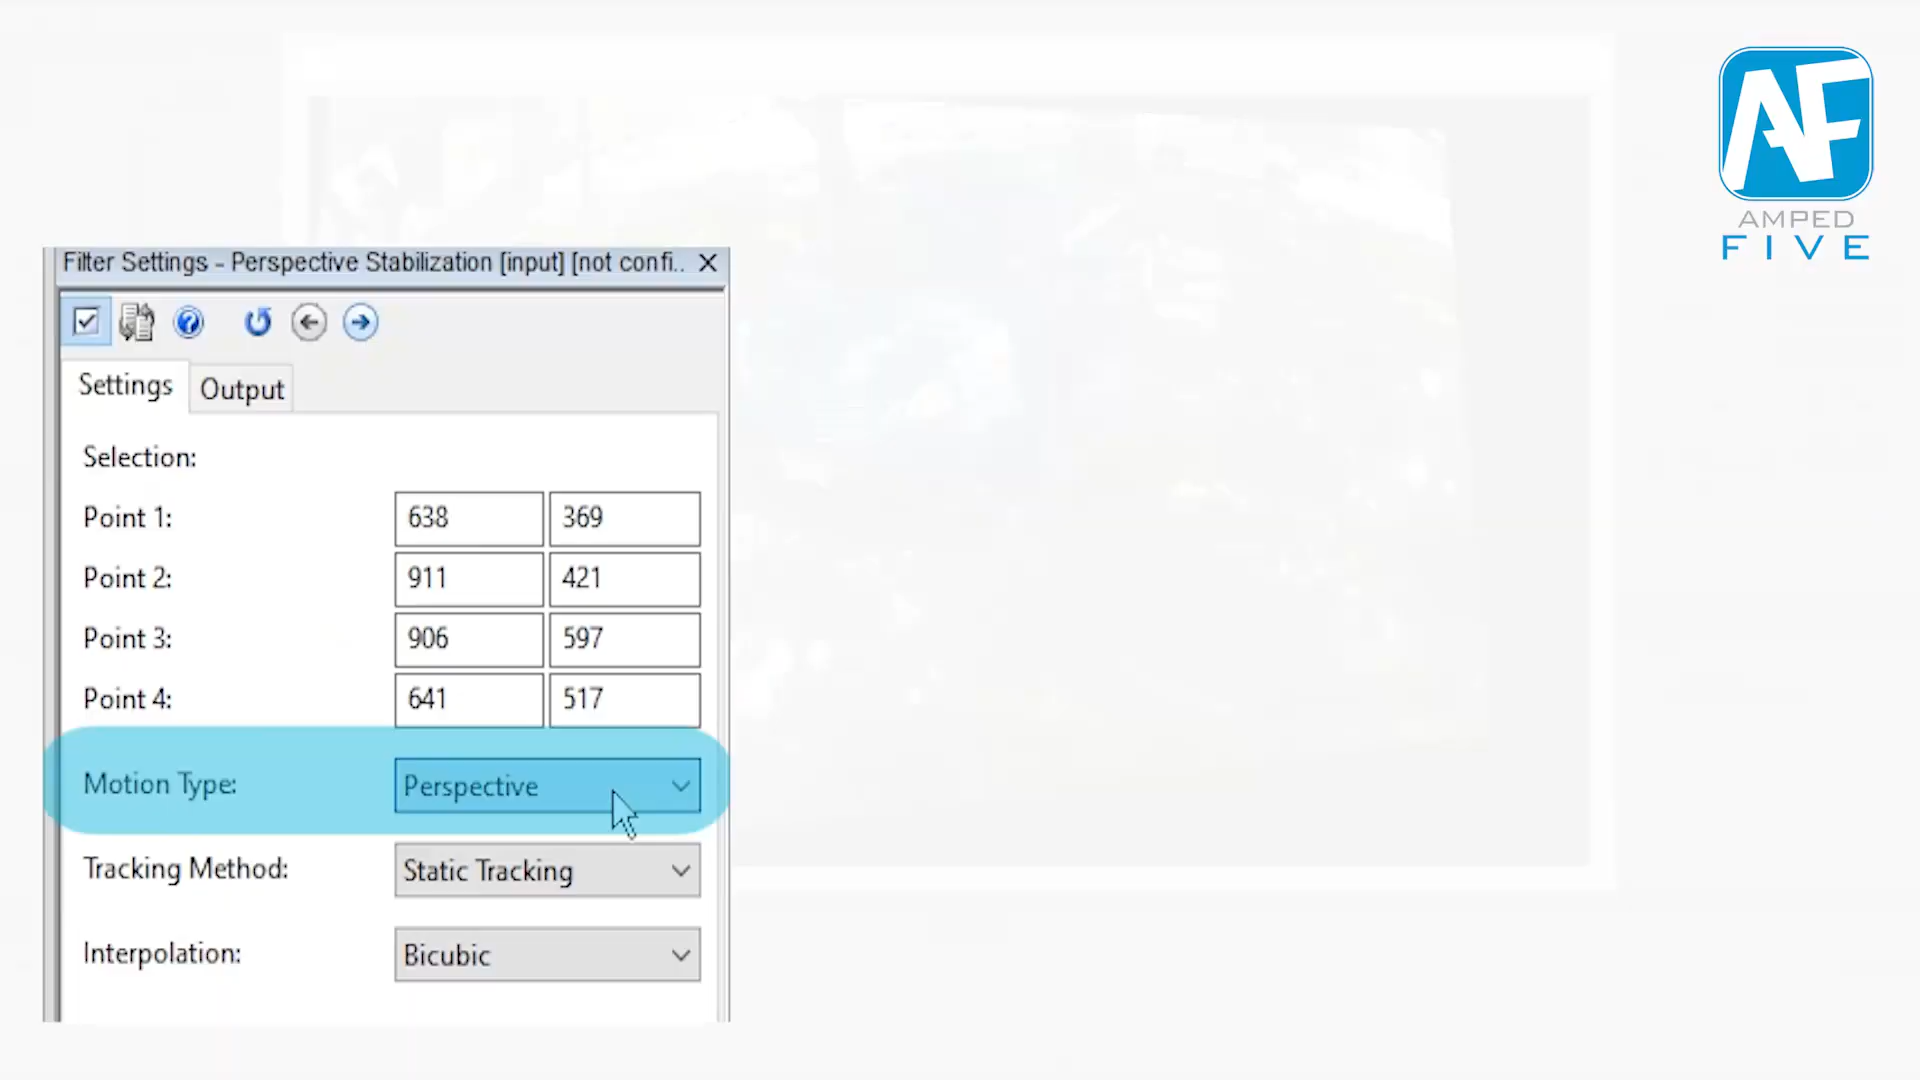 AF
AMPED
FIVE
Filter Settings - Perspective Stabilization [input] [not confi..
Settings
Output
Selection:
Point 1: 638 369
Point 2: 911 421
Point 3: 906 597
Point 4: 641 517
Motion Type: Perspective
Tracking Method: Static Tracking
Interpolation: Bicubic